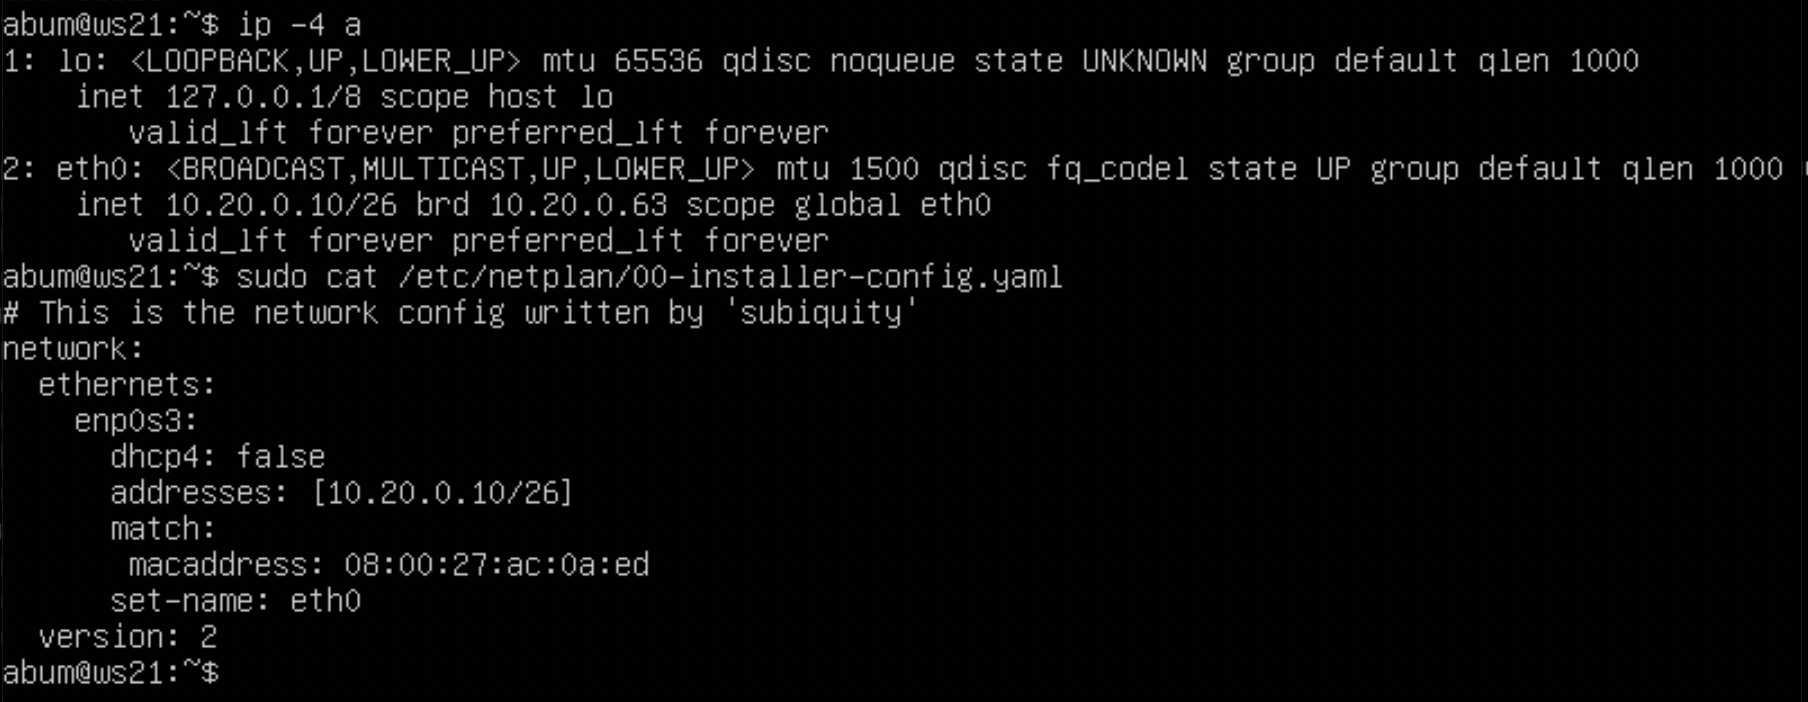 abum@ws21:~$ ip -4 a
1: lo: <LOOPBACK,UP,LOWER_UP> mtu 65536 qdisc noqueue state UNKNOWN group default qlen 1000
    inet 127.0.0.1/8 scope host lo
       valid_lft forever preferred_lft forever
2: eth0: <BROADCAST,MULTICAST,UP,LOWER_UP> mtu 1500 qdisc fq_codel state UP group default qlen 1000
    inet 10.20.0.10/26 brd 10.20.0.63 scope global eth0
       valid_lft forever preferred_lft forever
abum@ws21:~$ sudo cat /etc/netplan/00-installer-config.yaml
# This is the network config written by 'subiquity'
network:
  ethernets:
    enp0s3:
      dhcp4: false
      addresses: [10.20.0.10/26]
      match:
       macaddress: 08:00:27:ac:0a:ed
      set-name: eth0
  version: 2
abum@ws21:~$